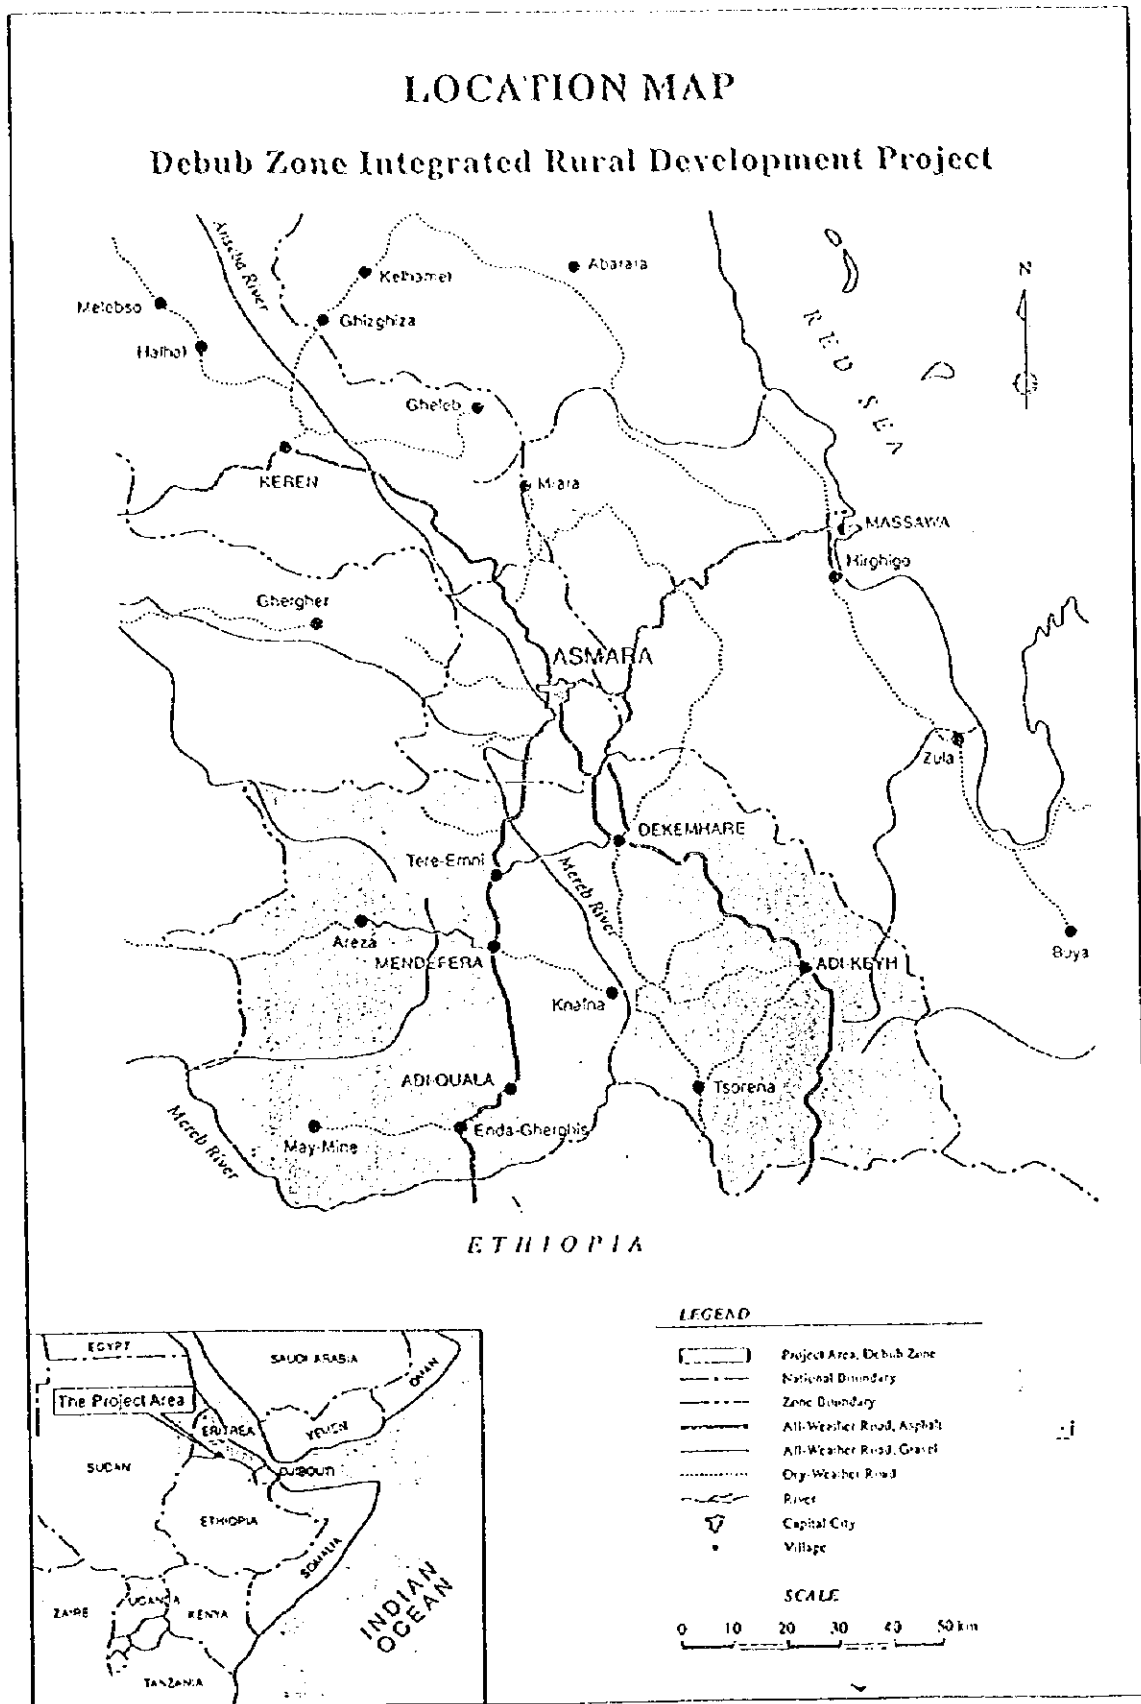 LOCATION MAP
Debub Zone Integrated Rural Development Project
Anseba River
Kelhamet
Abarara
N
Melebso
Ghizghiza
Halhal
RED SEA
Gheleb
KEREN
Miara
MASSAWA
Hirghigo
Ghergher
ASMARA
Zula
DEKEMHARE
Tere-Emni
Mereb River
Areza
MENDEFERA
ADI-KEYH
Buya
Knafna
ADI-QUALA
Tsorena
Mereb River
May-Mine
Enda-Gherghis
ETHIOPIA
LEGEND
Project Area, Debub Zone
National Boundary
Zone Boundary
All-Weather Road, Asphalt
All-Weather Road, Gravel
Dry-Weather Road
River
Capital City
Village
SCALE
0 10 20 30 40 50 km
EGYPT
SAUDI ARABIA
OMAN
The Project Area
ERITREA
YEMEN
SUDAN
DJIBOUTI
ETHIOPIA
SOMALIA
INDIAN
OCEAN
ZAIRE
UGANDA
KENYA
TANZANIA